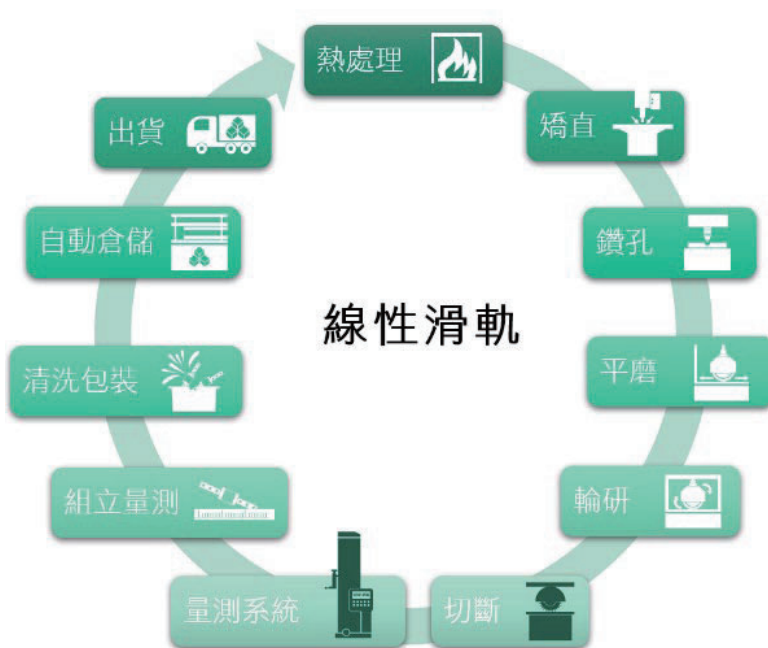 熱處理
矯直
鑽孔
平磨
輪研
切斷
量測系統
組立量測
清洗包裝
自動倉儲
出貨
線性滑軌